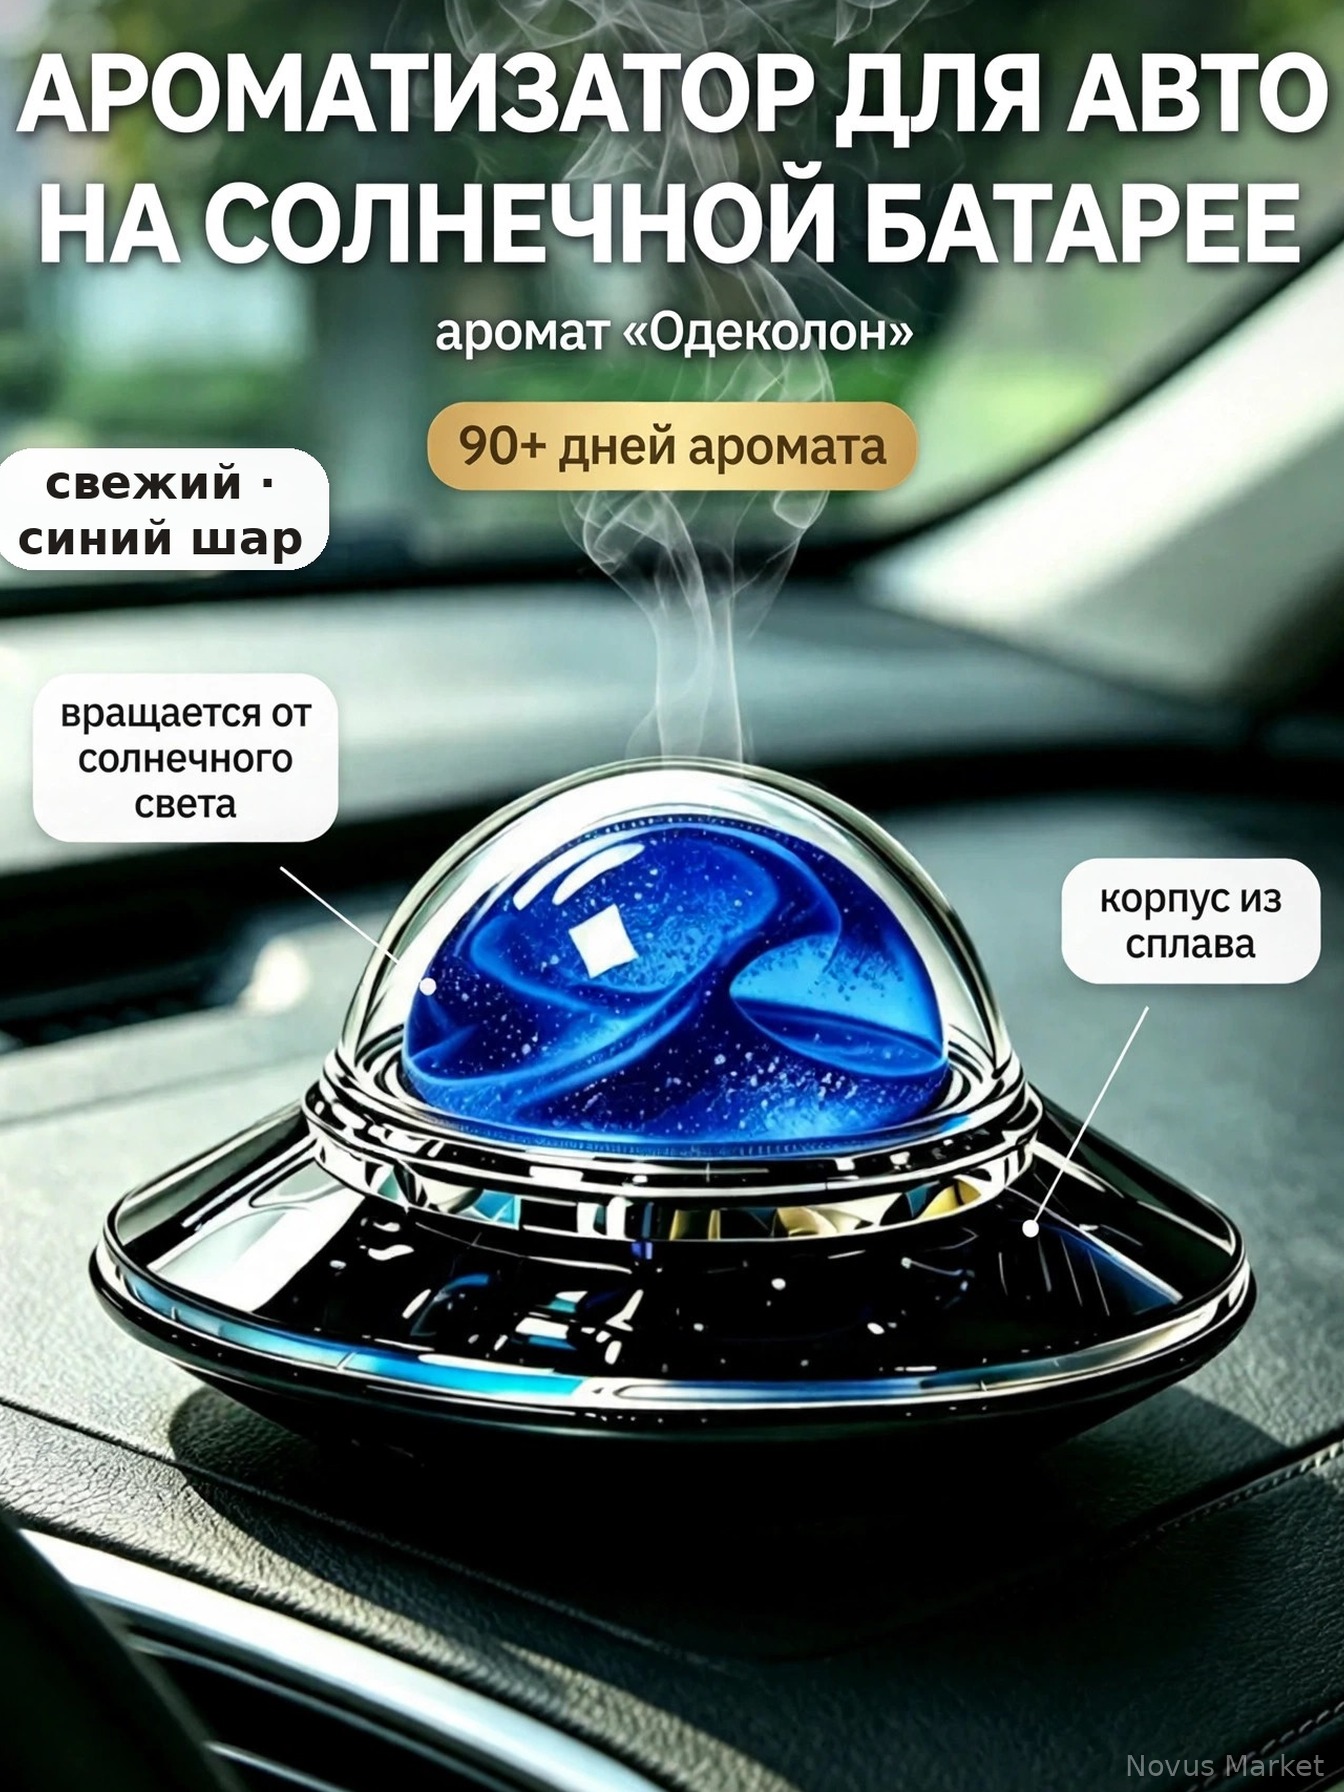 АРОМАТИЗАТОР ДЛЯ АВТО
НА СОЛНЕЧНОЙ БАТАРЕЕ
аромат «Одеколон»
90+ дней аромата
свежий ·
синий шар
вращается от
солнечного
света
корпус из
сплава
Novus Market